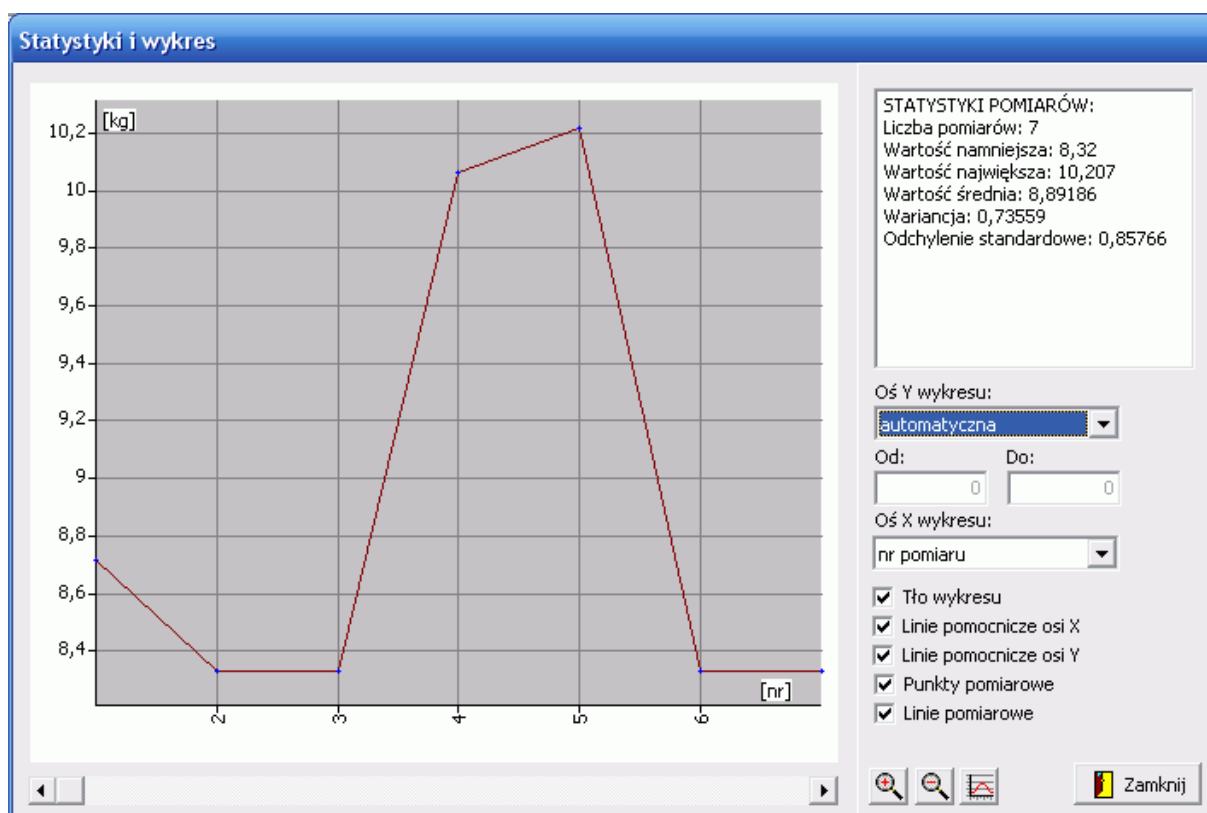 Statystyki i wykres
[kg]
10,2
10
9,8
9,6
9,4
9,2
9
8,8
8,6
8,4
[nr]
2
3
4
5
6
STATYSTYKI POMIARÓW:
Liczba pomiarów: 7
Wartość namniejsza: 8,32
Wartość największa: 10,207
Wartość średnia: 8,89186
Wariancja: 0,73559
Odchylenie standardowe: 0,85766
Oś Y wykresu:
automatyczna
Od: Do:
0 0
Oś X wykresu:
nr pomiaru
Tło wykresu
Linie pomocnicze osi X
Linie pomocnicze osi Y
Punkty pomiarowe
Linie pomiarowe
Zamknij